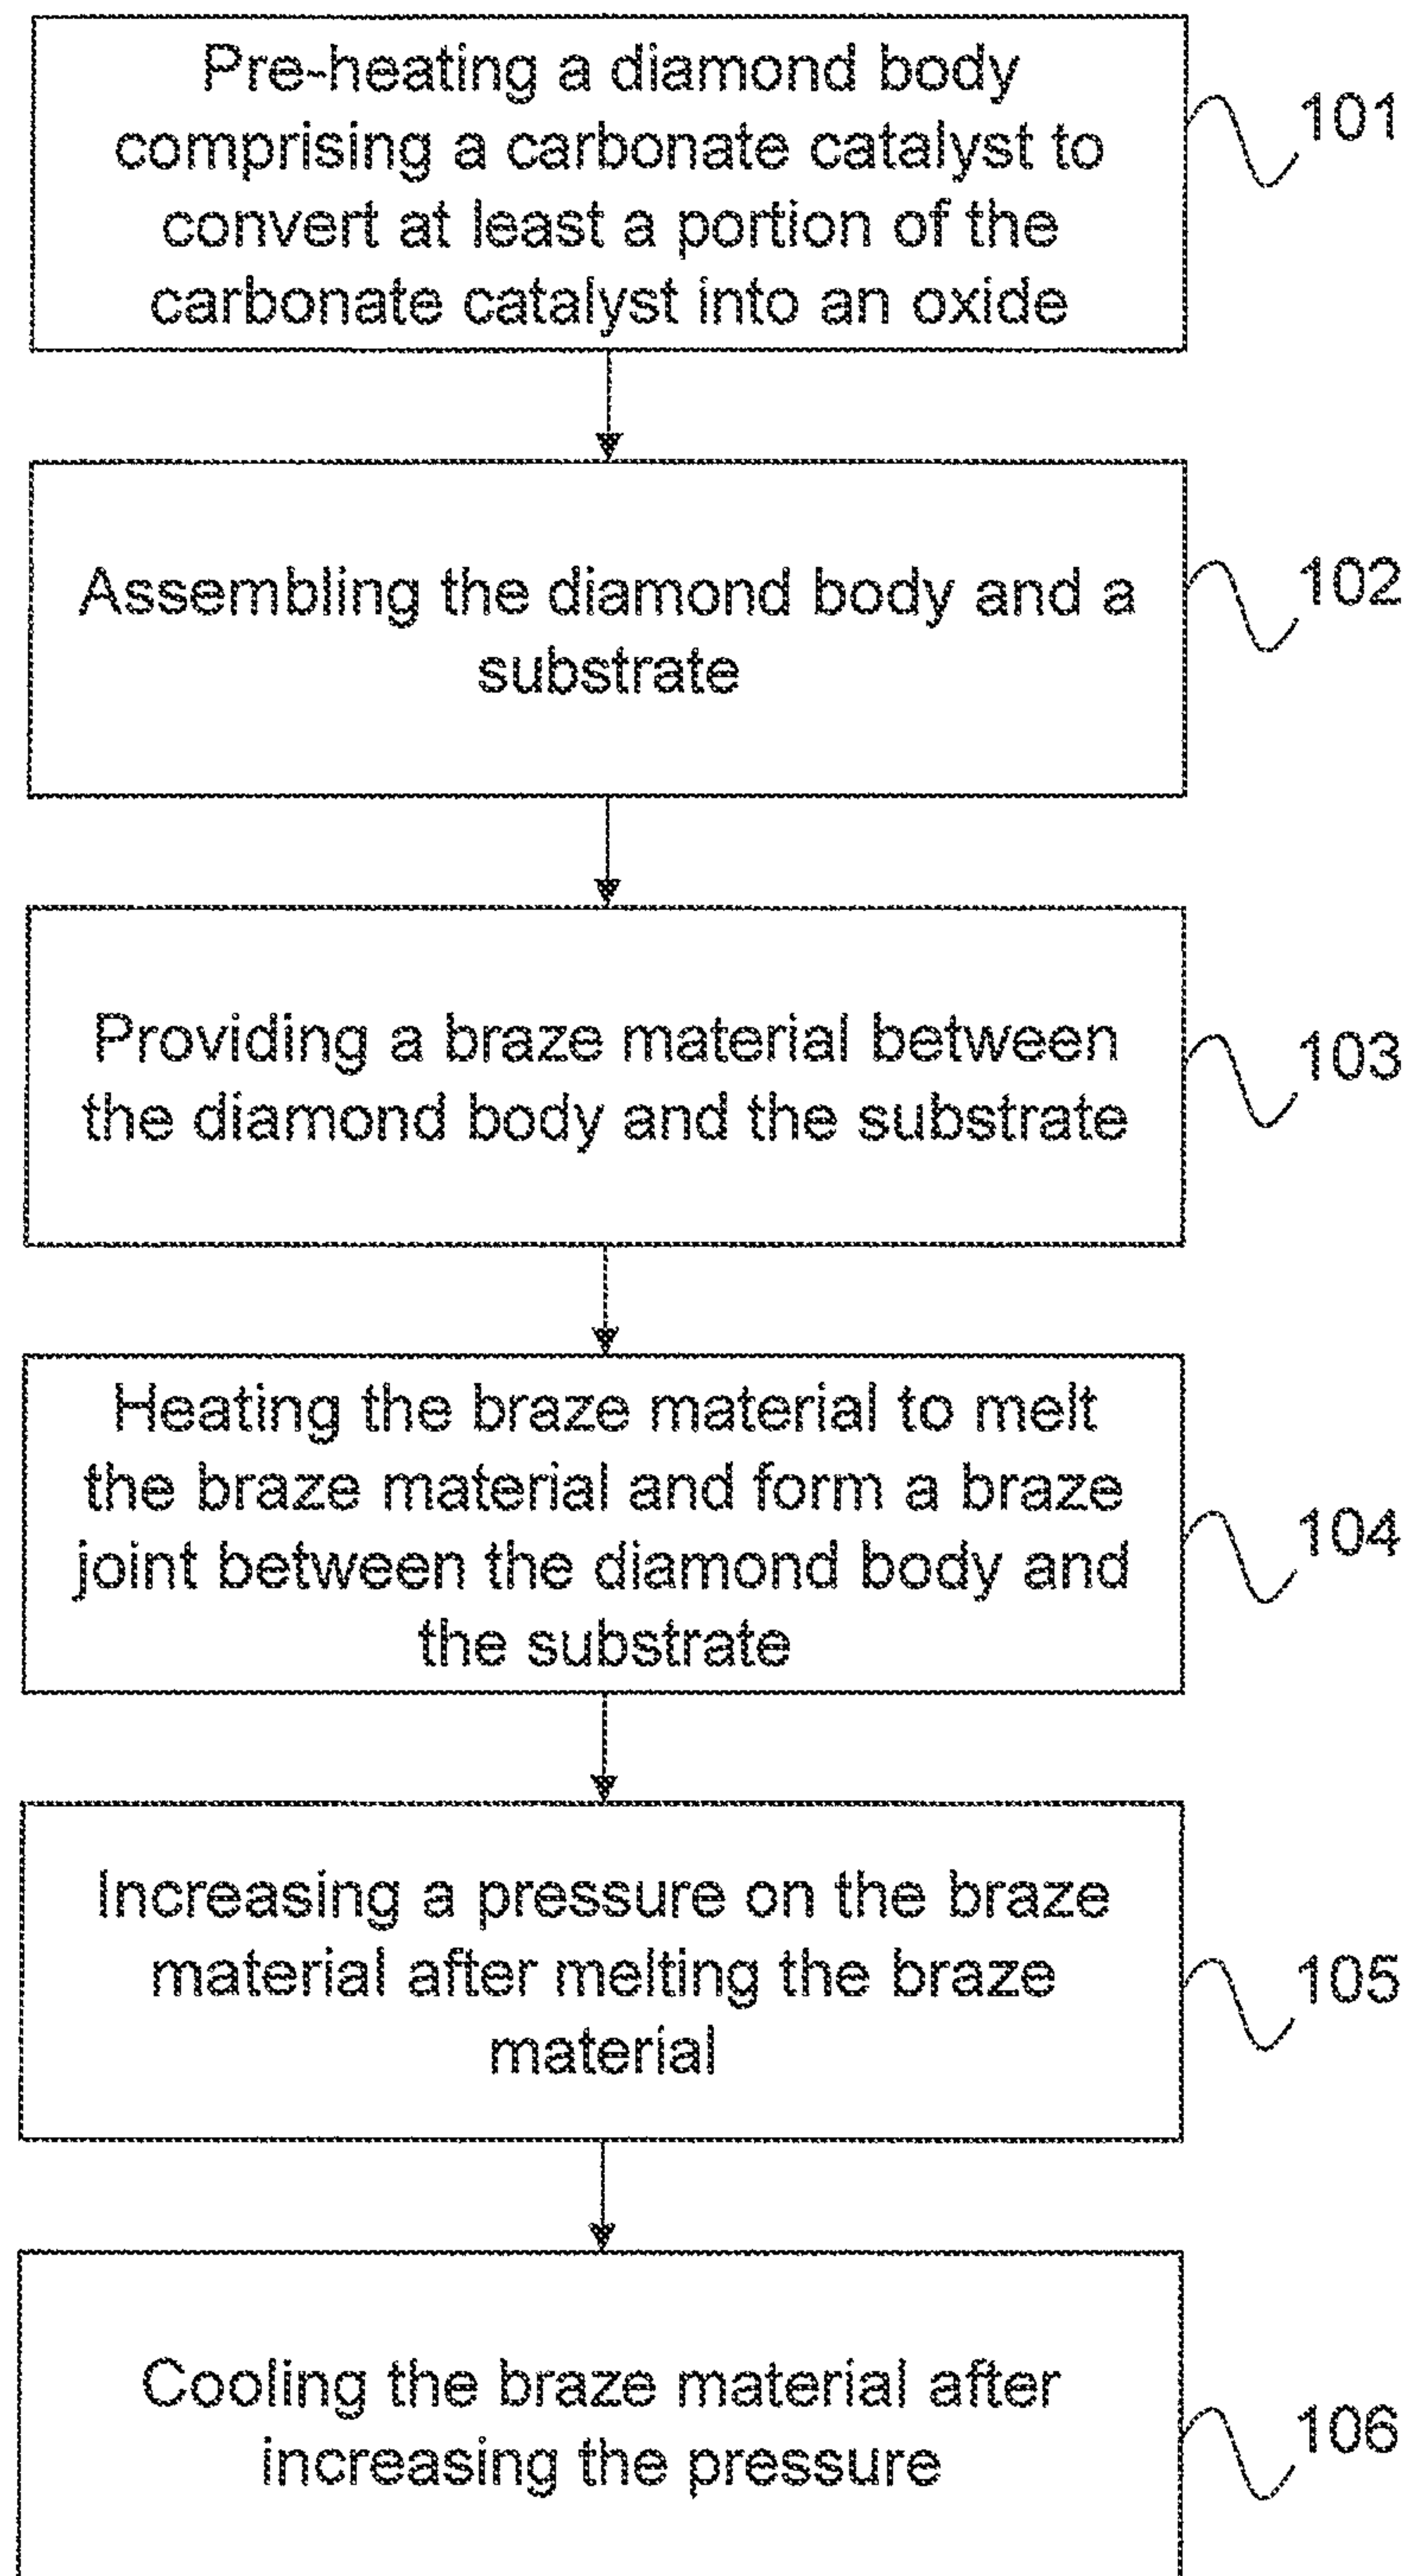 Pre-heating a diamond body
comprising a carbonate catalyst to
convert at least a portion of the
carbonate catalyst into an oxide
101
Assembling the diamond body and a
substrate
102
Providing a braze material between
the diamond body and the substrate
103
Heating the braze material to melt
the braze material and form a braze
joint between the diamond body and
the substrate
104
Increasing a pressure on the braze
material after melting the braze
material
105
Cooling the braze material after
increasing the pressure
106